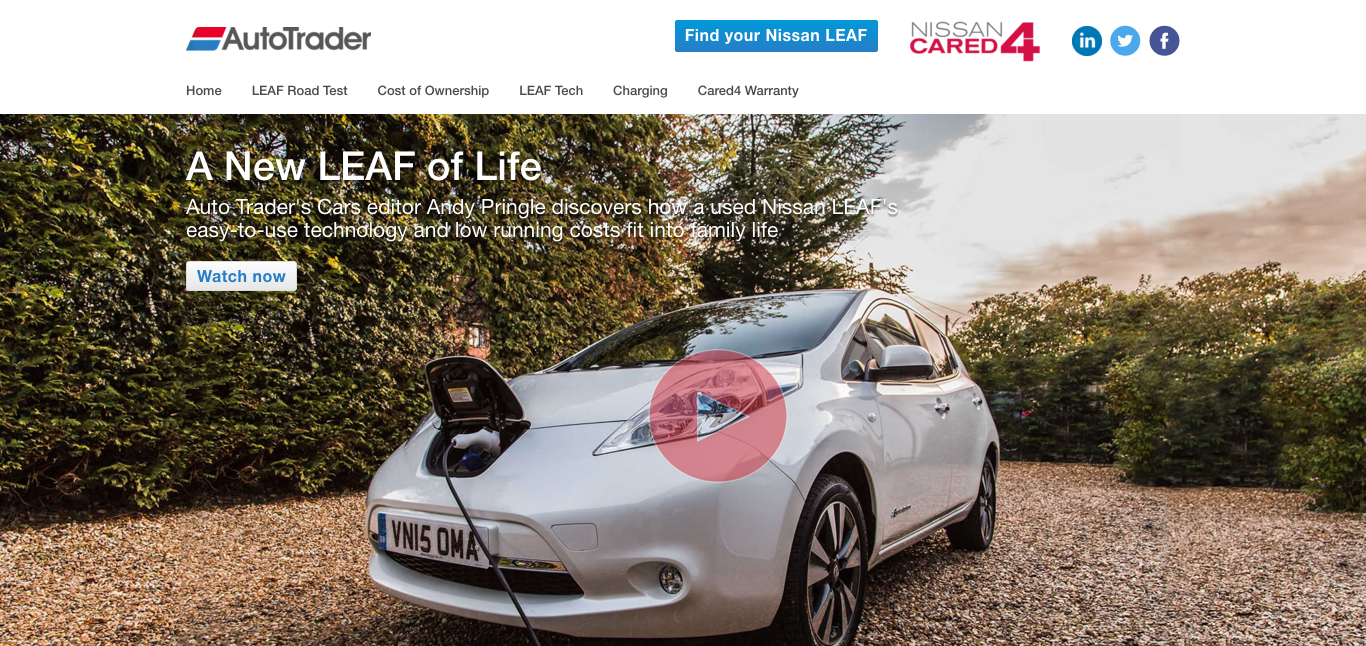 AutoTrader
Find your Nissan LEAF
NISSAN
CARED4
in
f
Home
LEAF Road Test
Cost of Ownership
LEAF Tech
Charging
Cared4 Warranty
A New LEAF of Life
Auto Trader's Cars editor Andy Pringle discovers how a used Nissan LEAF's
easy-to-use technology and low running costs fit into family life.
Watch now
VN15 OMA